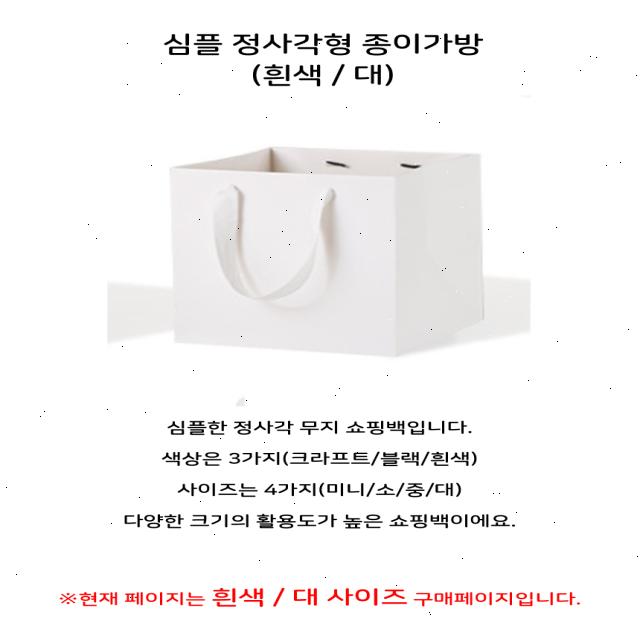 심플 정사각형 종이가방
(흰색 / 대)
심플한 정사각 무지 쇼핑백입니다.
색상은 3가지(크라프트/블랙/흰색)
사이즈는 4가지(미니/소/중/대)
다양한 크기의 활용도가 높은 쇼핑백이에요.
※현재 페이지는 흰색 / 대 사이즈 구매페이지입니다.